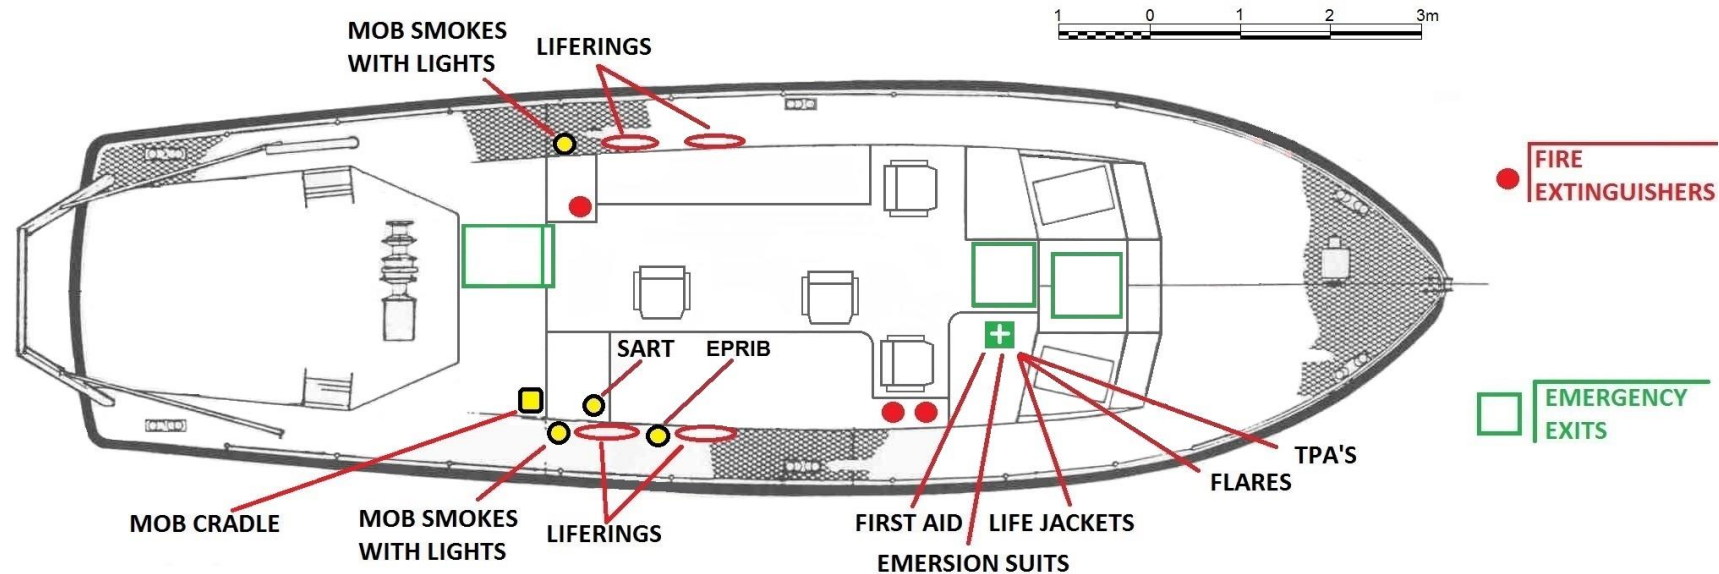 1 0 1 2 3m
MOB SMOKES
WITH LIGHTS
LIFERINGS
FIRE
EXTINGUISHERS
SART
EPRIB
EMERGENCY
EXITS
TPA'S
FLARES
MOB CRADLE
MOB SMOKES
WITH LIGHTS
LIFERINGS
FIRST AID
LIFE JACKETS
EMERSION SUITS